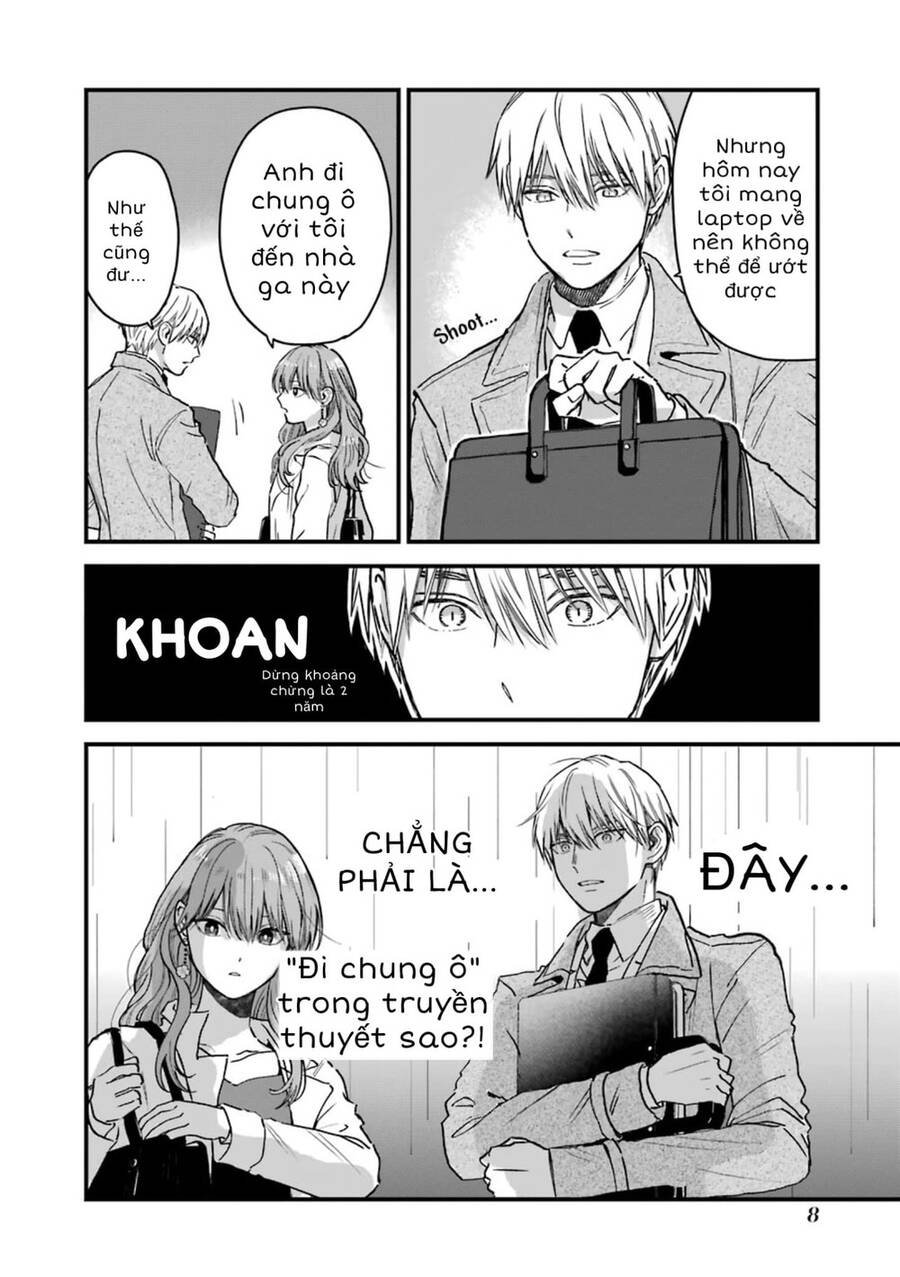 Nhưng
hôm nay
tôi mang
laptop về
nên không
thể để ướt
được
Shoot...
Anh đi
chung ô
với tôi
đến nhà
ga này
Như
thế
cũng
đư...
KHOAN
Dừng khoảng
chừng là 2
năm
ĐÂY...
CHẲNG
PHẢI LÀ...
"Đi chung ô"
trong truyền
thuyết sao?!
8